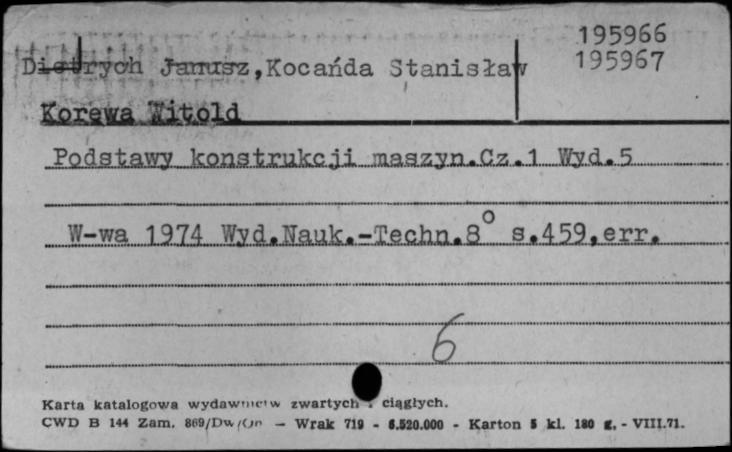 195966
Dietrych Janusz, Kocańda Stanisław 195967
Korewa Witold
Podstawy konstrukcji maszyn.Cz.1 Wyd.5
W-wa 1974 Wyd.Nauk.-Techn.8° s.459,err.
6
Karta katalogowa wydawnictw zwartych i ciągłych.
CWD B 144 Zam. 869/Dw/ — Wrak 719 - 6.520.000 - Karton 5 kl. 180 g. - VIII.71.